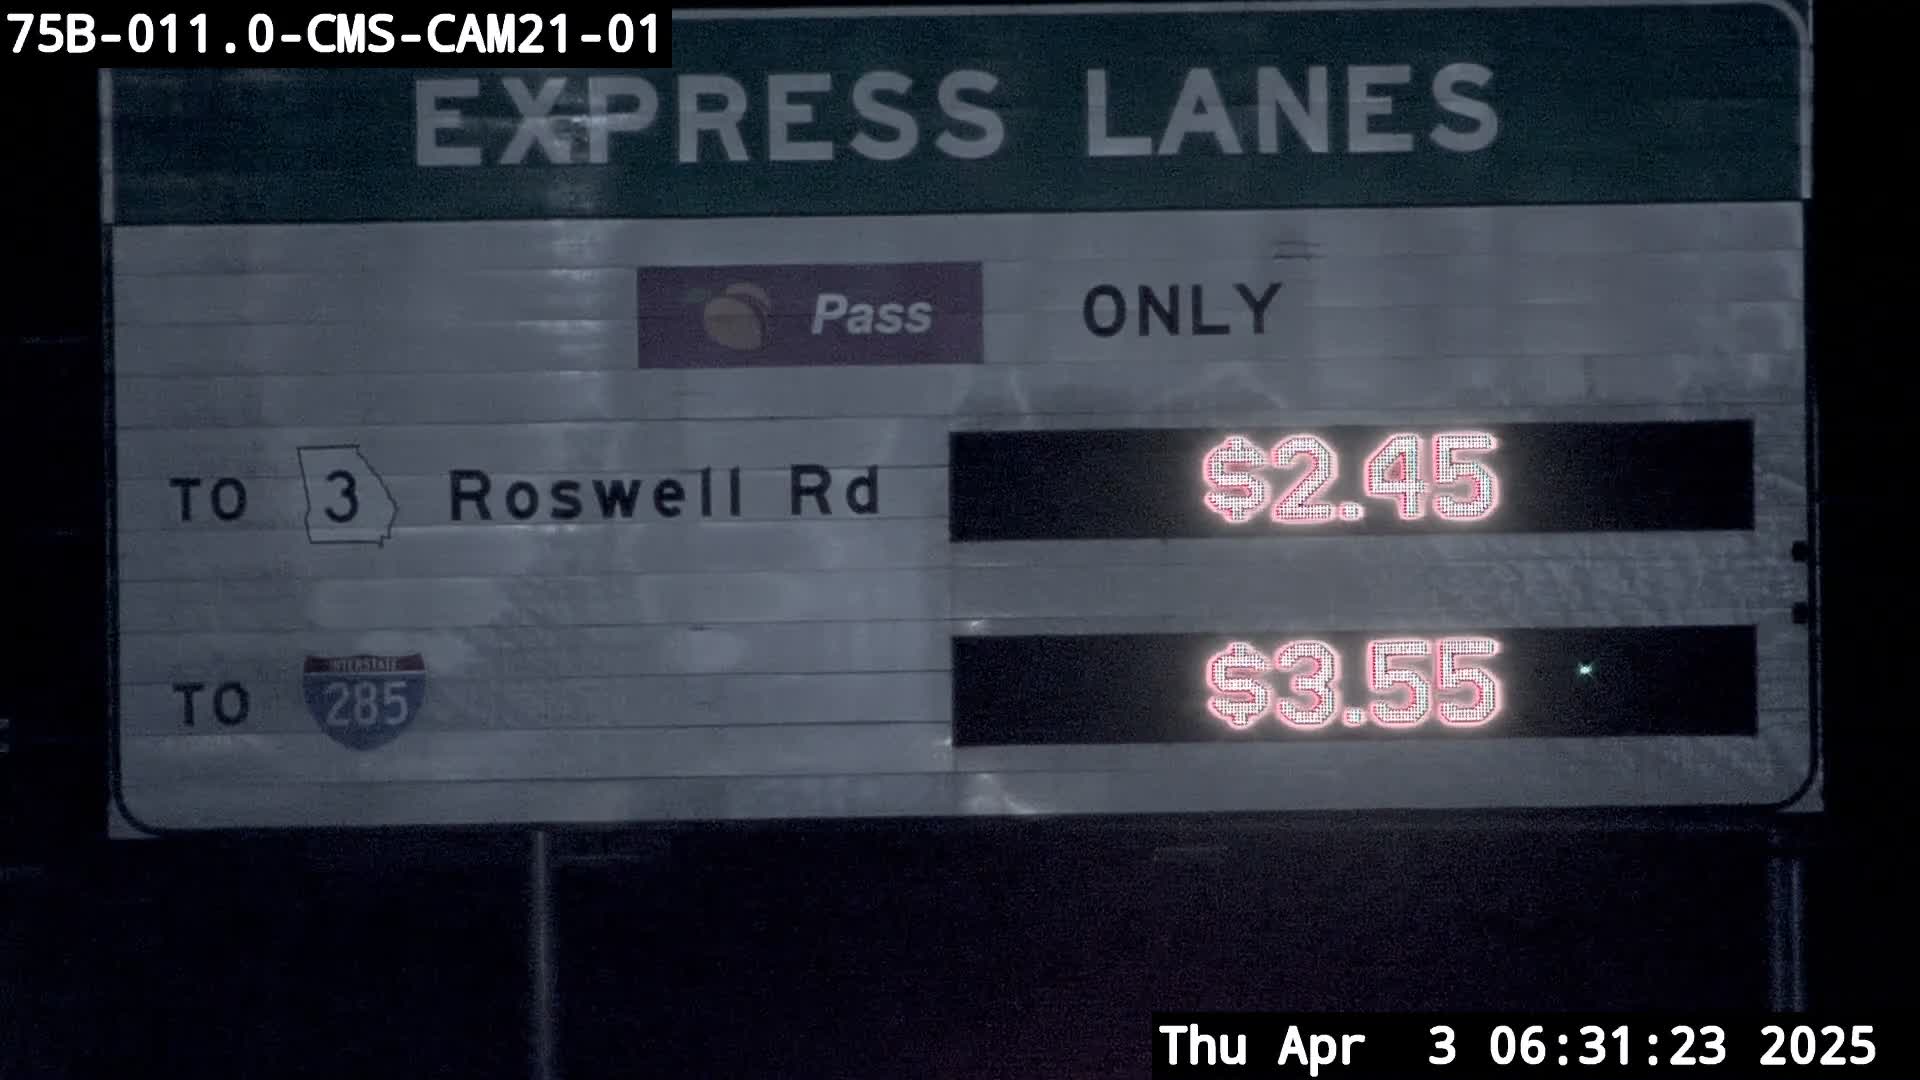 75B-011.0-CMS-CAM21-01
EXPRESS LANES
Pass ONLY
TO 3 Roswell Rd $2.45
TO INTERSTATE 285 $3.55
Thu Apr 3 06:31:23 2025